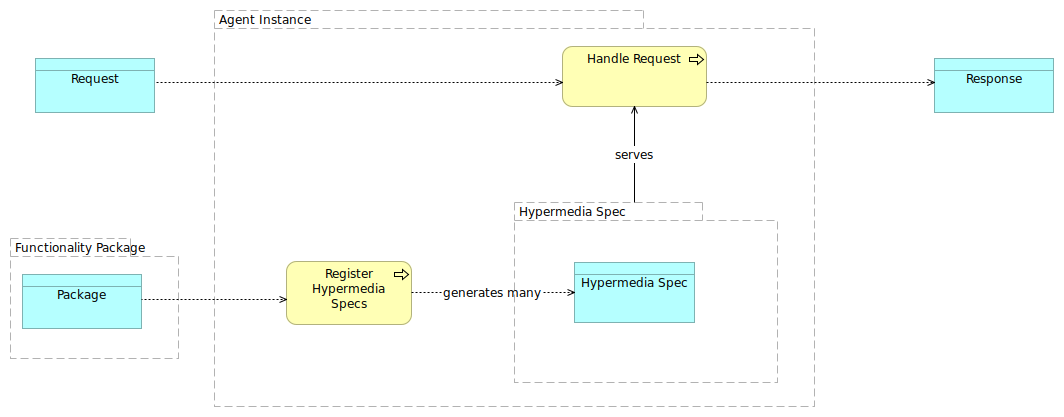 Agent Instance
Request
Handle Request
Response
serves
Hypermedia Spec
Functionality Package
Package
Register
Hypermedia
Specs
generates many
Hypermedia Spec